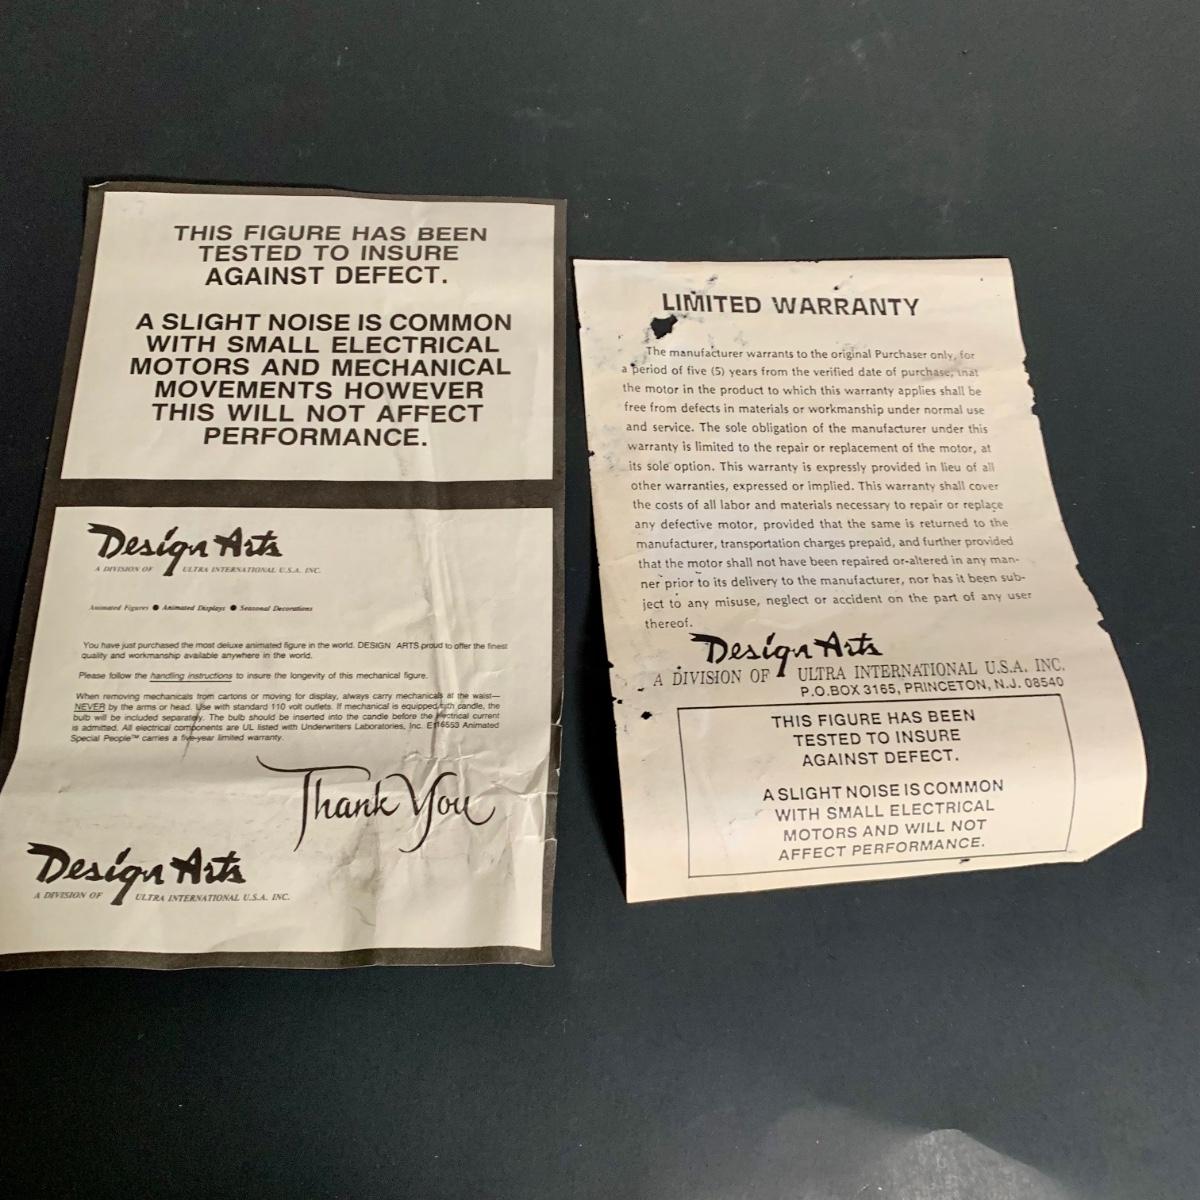 THIS FIGURE HAS BEEN
TESTED TO INSURE
AGAINST DEFECT.
A SLIGHT NOISE IS COMMON
WITH SMALL ELECTRICAL
MOTORS AND MECHANICAL
MOVEMENTS HOWEVER
THIS WILL NOT AFFECT
PERFORMANCE.
Design Arts
A DIVISION OF ULTRA INTERNATIONAL U.S.A. INC.
Animated Figures ● Animated Displays ● Seasonal Decorations
You have just purchased the most deluxe animated figure in the world. DESIGN ARTS proud to offer the finest
quality and workmanship available anywhere in the world.
Please follow the handling instructions to insure the longevity of this mechanical figure.
When removing mechanicals from cartons or moving for display, always carry mechanicals at the waist—
NEVER by the arms or head. Use with standard 110 volt outlets. If mechanical is equipped with candle, the
bulb will be included separately. The bulb should be inserted into the candle before the electrical current
is admitted. All electrical components are UL listed with Underwriters Laboratories, Inc. Animated
Special People™ carries a five-year limited warranty.
Thank You
Design Arts
A DIVISION OF ULTRA INTERNATIONAL U.S.A. INC.
LIMITED WARRANTY
The manufacturer warrants to the original Purchaser only, for
a period of five (5) years from the verified date of purchase, that
the motor in the product to which this warranty applies shall be
free from defects in materials or workmanship under normal use
and service. The sole obligation of the manufacturer under this
warranty is limited to the repair or replacement of the motor, at
its sole option. This warranty is expressly provided in lieu of all
other warranties, expressed or implied. This warranty shall cover
the costs of all labor and materials necessary to repair or replace
any defective motor, provided that the same is returned to the
manufacturer, transportation charges prepaid, and further provided
that the motor shall not have been repaired or altered in any man-
ner prior to its delivery to the manufacturer, nor has it been sub-
ject to any misuse, neglect or accident on the part of any user
thereof.
Design Arts
A DIVISION OF ULTRA INTERNATIONAL U.S.A. INC.
P.O.BOX 3165, PRINCETON, N.J. 08540
THIS FIGURE HAS BEEN
TESTED TO INSURE
AGAINST DEFECT.
A SLIGHT NOISE IS COMMON
WITH SMALL ELECTRICAL
MOTORS AND WILL NOT
AFFECT PERFORMANCE.